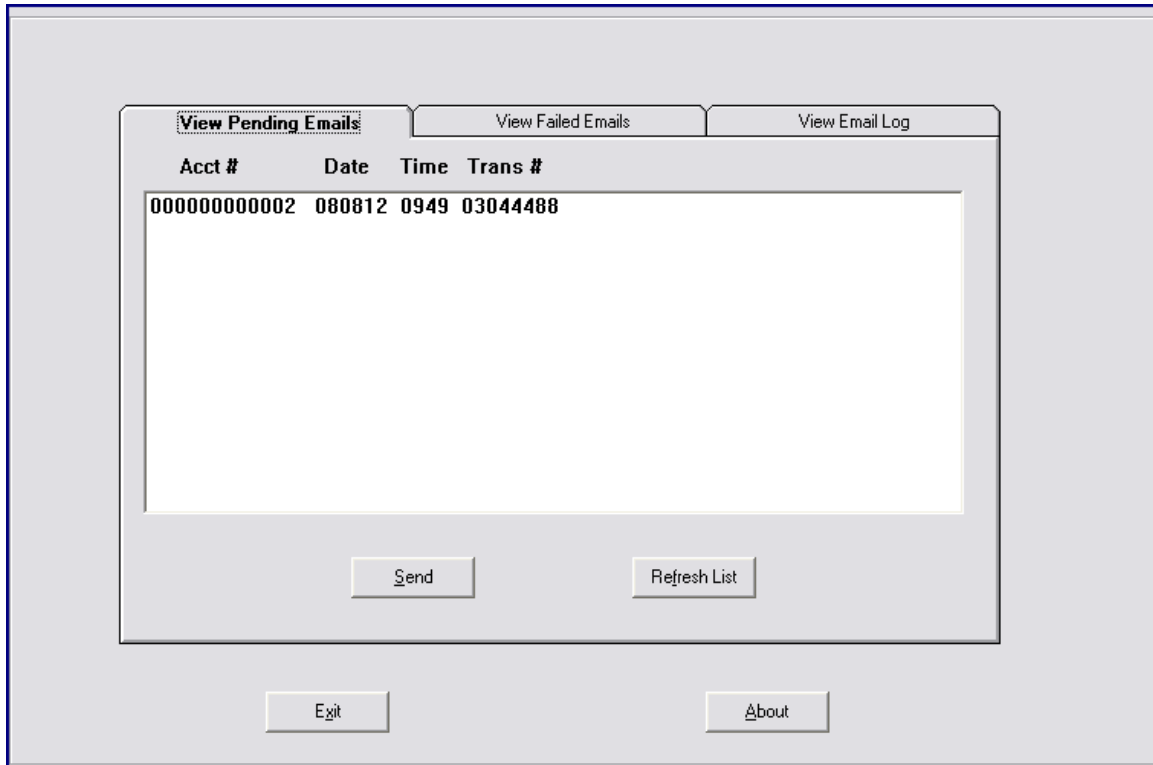 View Pending Emails View Failed Emails View Email Log
Acct # Date Time Trans #
000000000002 080812 0949 03044488
Send Refresh List
Exit About